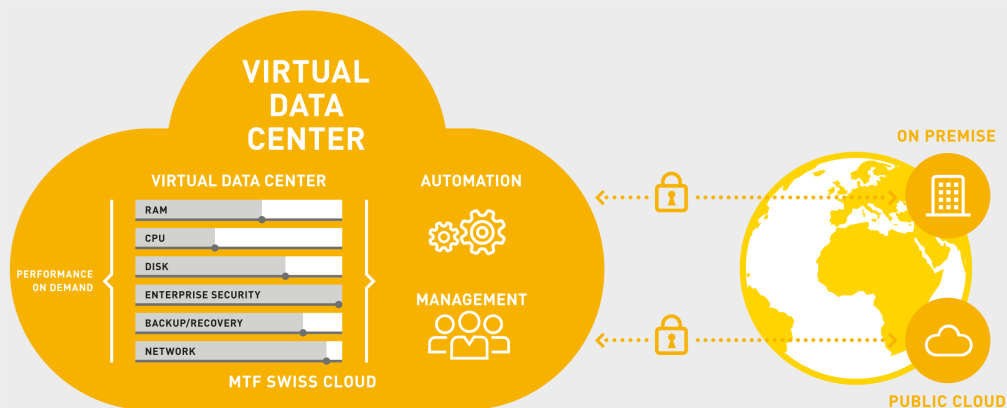 VIRTUAL
DATA
CENTER
VIRTUAL DATA CENTER
RAM
CPU
DISK
ENTERPRISE SECURITY
BACKUP/RECOVERY
NETWORK
PERFORMANCE
ON DEMAND
MTF SWISS CLOUD
AUTOMATION
MANAGEMENT
ON PREMISE
PUBLIC CLOUD